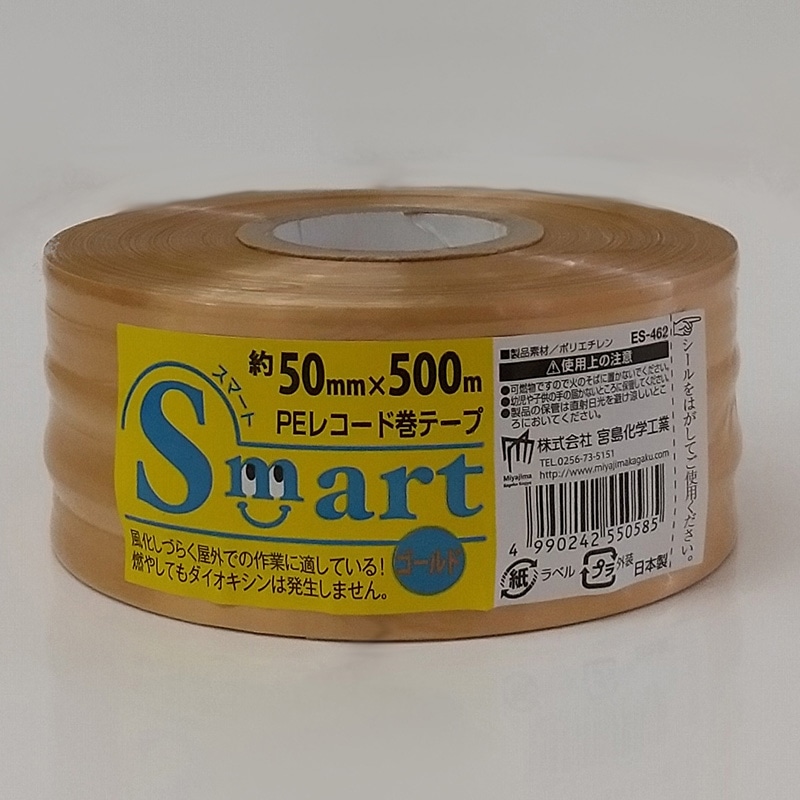 約50mm×500m
スマート
PEレコード巻テープ
Smart
風化しづらく屋外での作業に適している!
燃やしてもダイオキシンは発生しません。
ゴールド
ES-462
■製品素材/ポリエチレン
⚠使用上の注意
●可燃物ですので火のそばに置かないでください。
●幼児や子供の手の届かないところに保管してください。
●製品の保管は直射日光を避け涼しいとこ
ろにおいてください。
Miyajima
株式会社 宮島化学工業
TEL.0256-73-5151
http://www.miyajimakagaku.com
4 990242 550585
紙 ラベル プラ 外装 日本製
シールをはがしてご使用ください。